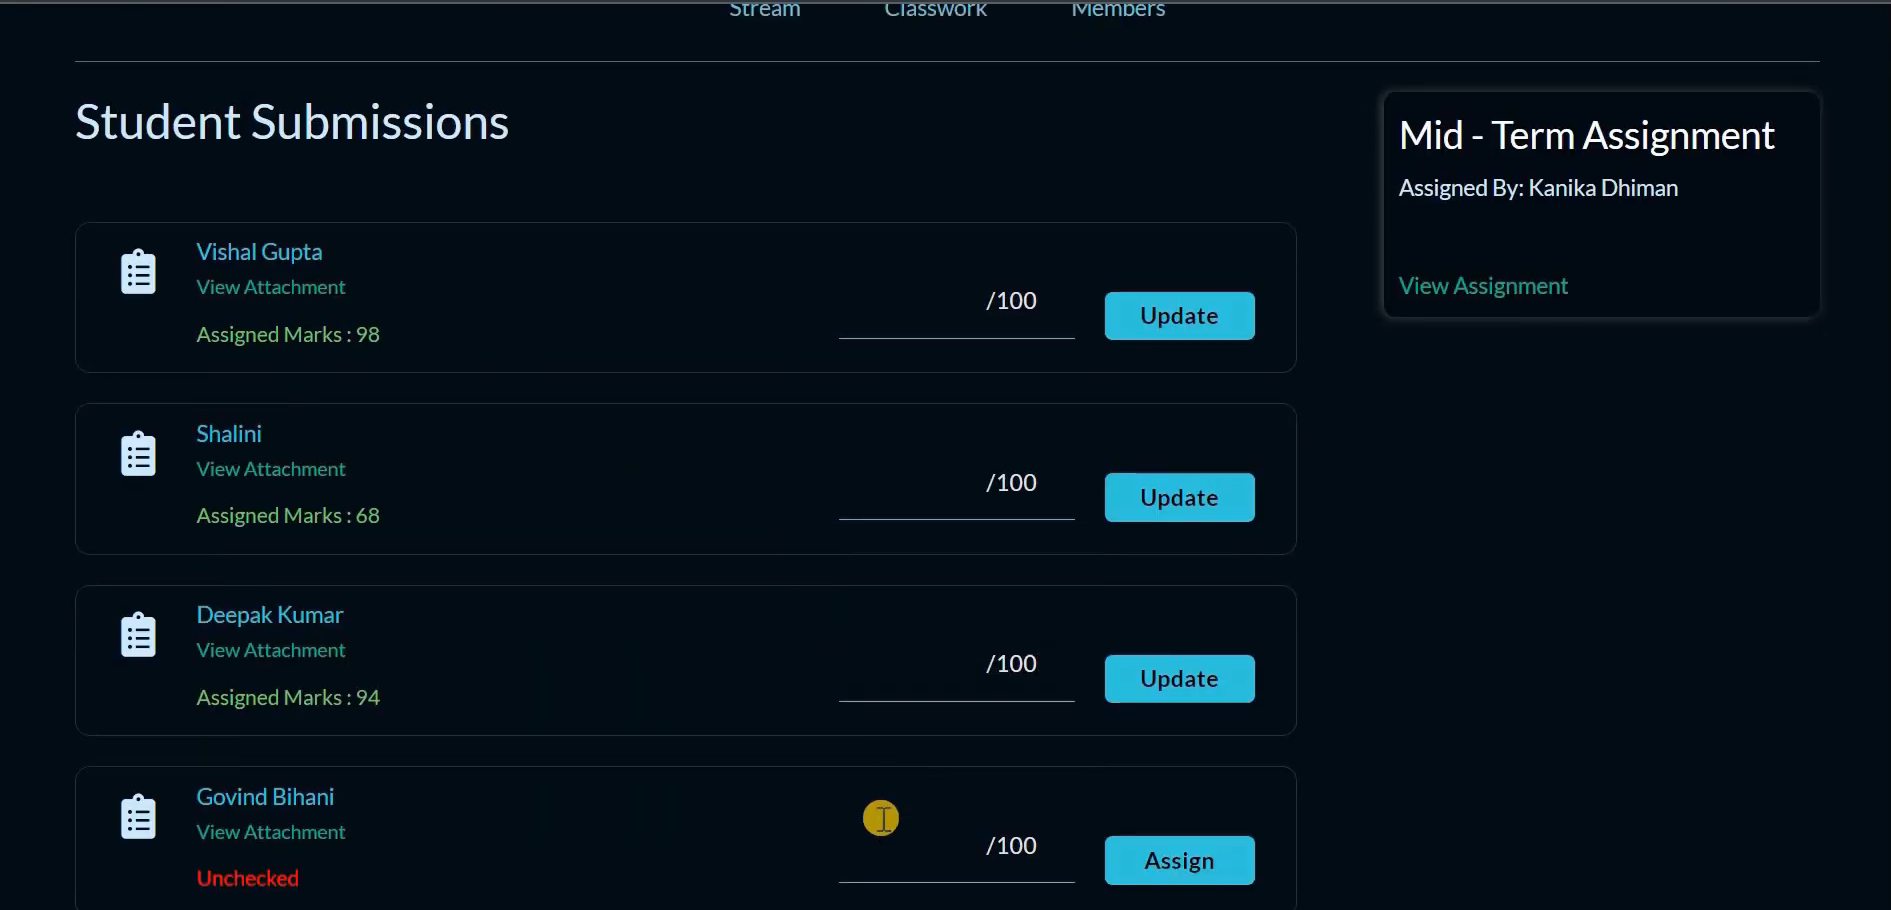 Stream Classwork Members
Student Submissions
Mid - Term Assignment
Assigned By: Kanika Dhiman
View Assignment
Vishal Gupta
View Attachment
Assigned Marks : 98
/100
Update
Shalini
View Attachment
Assigned Marks : 68
/100
Update
Deepak Kumar
View Attachment
Assigned Marks : 94
/100
Update
Govind Bihani
View Attachment
Unchecked
/100
Assign